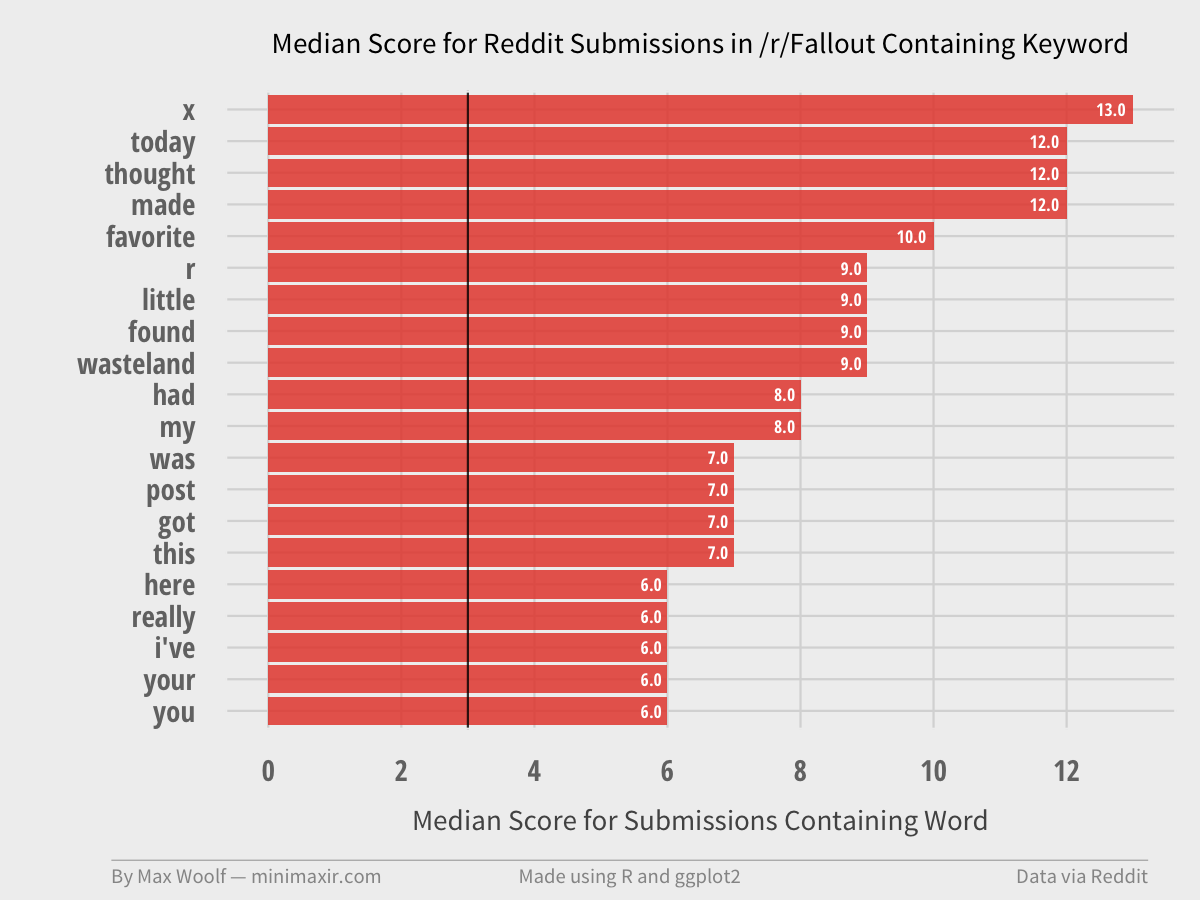 Median Score for Reddit Submissions in /r/Fallout Containing Keyword
x 13.0
today 12.0
thought 12.0
made 12.0
favorite 10.0
r 9.0
little 9.0
found 9.0
wasteland 9.0
had 8.0
my 8.0
was 7.0
post 7.0
got 7.0
this 7.0
here 6.0
really 6.0
i've 6.0
your 6.0
you 6.0
0 2 4 6 8 10 12
Median Score for Submissions Containing Word
By Max Woolf — minimaxir.com Made using R and ggplot2 Data via Reddit